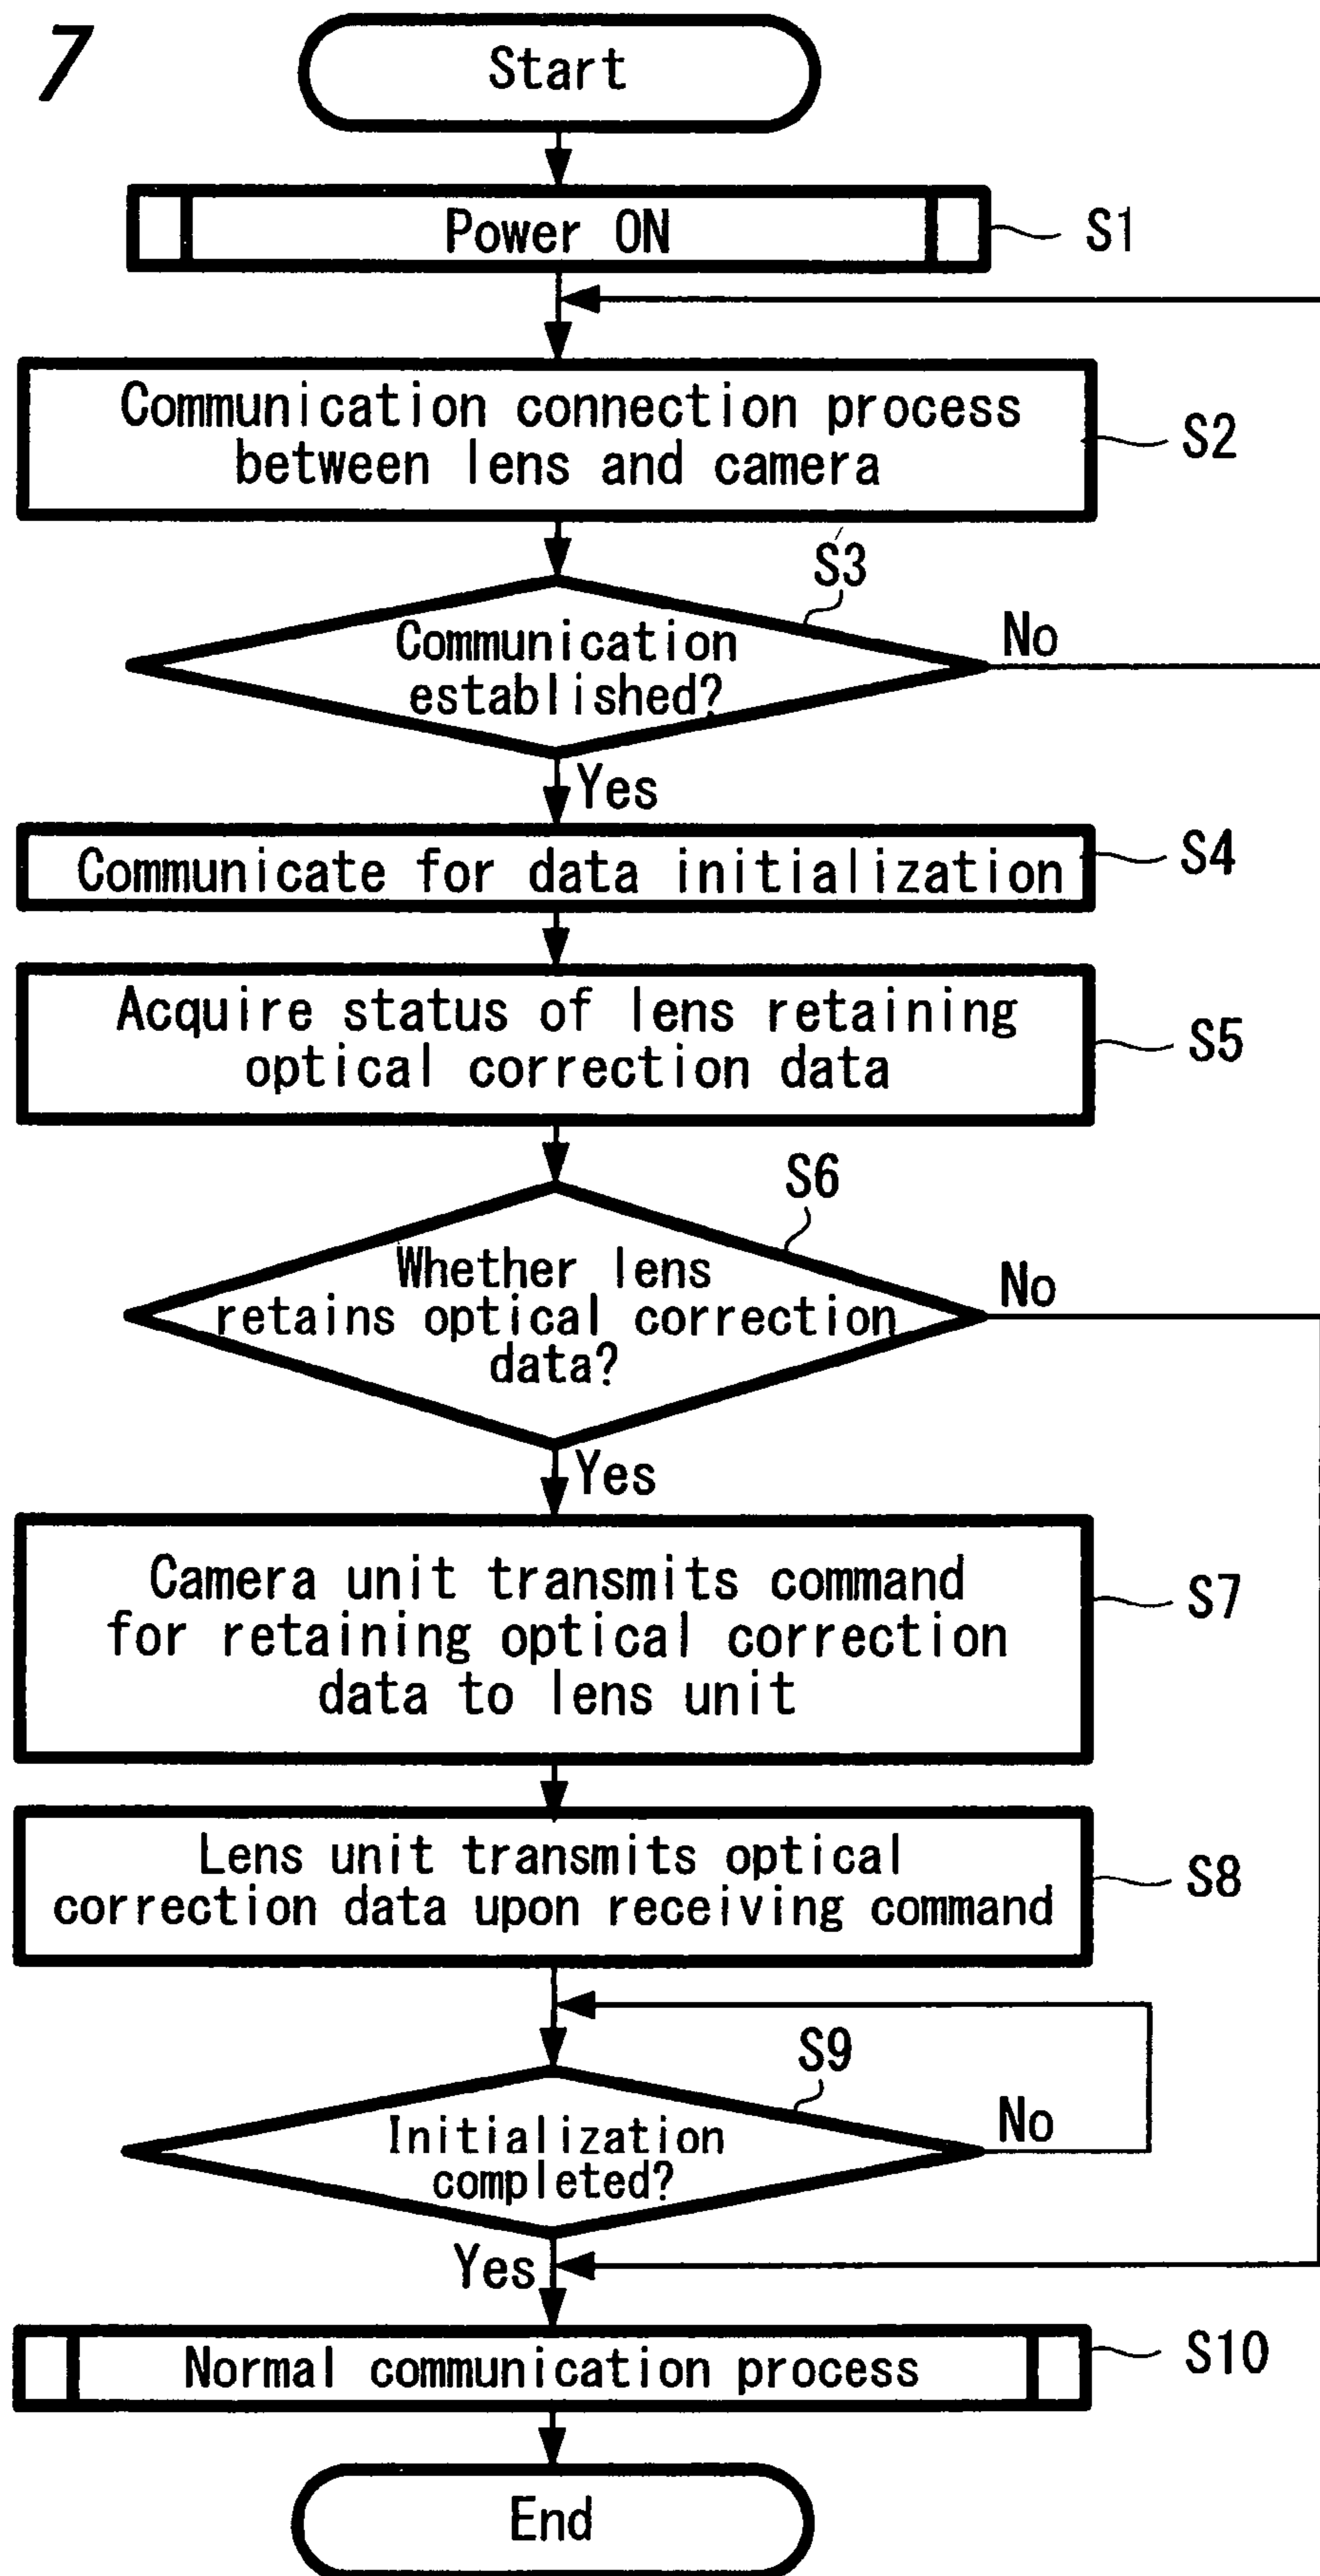 7
Start
Power ON
S1
Communication connection process
between lens and camera
S2
S3
Communication
established?
No
Yes
Communicate for data initialization
S4
Acquire status of lens retaining
optical correction data
S5
S6
Whether lens
retains optical correction
data?
No
Yes
Camera unit transmits command
for retaining optical correction
data to lens unit
S7
Lens unit transmits optical
correction data upon receiving command
S8
S9
Initialization
completed?
No
Yes
Normal communication process
S10
End